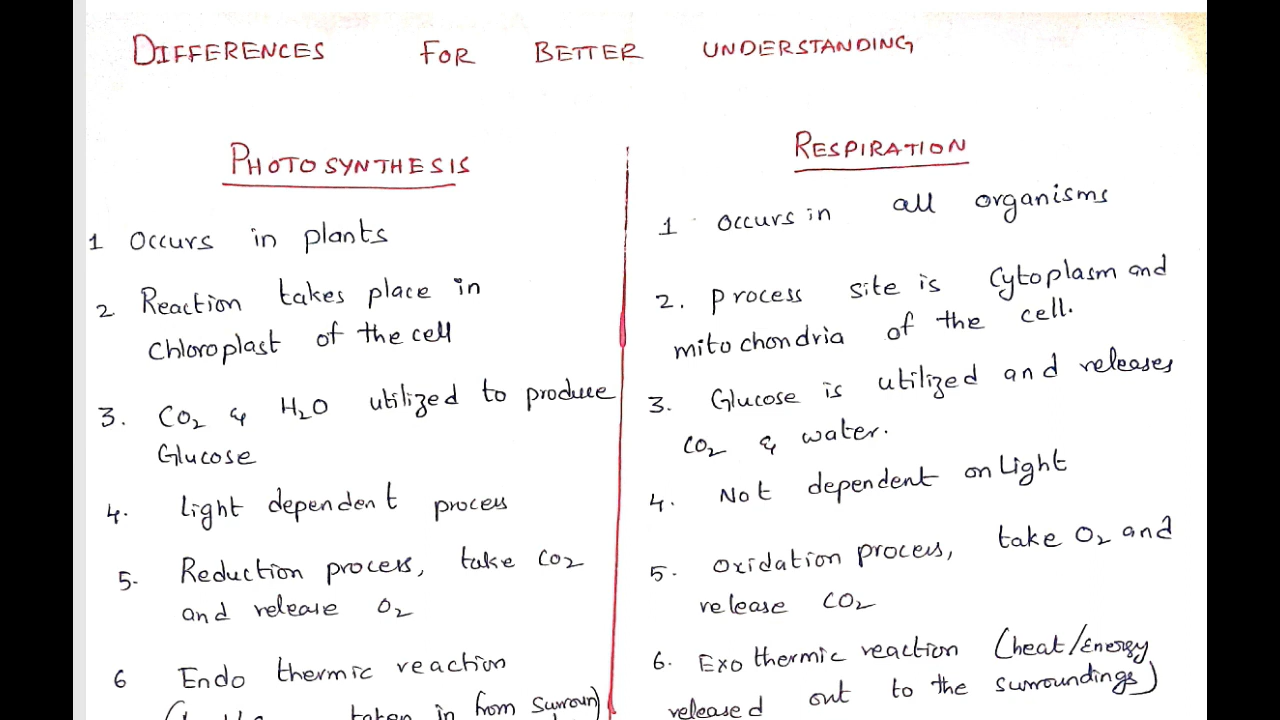 DIFFERENCES FOR BETTER UNDERSTANDING
PHOTOSYNTHESIS
1 Occurs in plants
2 Reaction takes place in
Chloroplast of the cell
3. CO2 & H2O utilized to produce
Glucose
4. Light dependent process
5. Reduction process, take CO2
and release O2
6 Endo thermic reaction
taken in from surroun
RESPIRATION
1 occurs in all organisms
2. process site is Cytoplasm and
mitochondria of the cell.
3. Glucose is utilized and releases
CO2 & water.
4. Not dependent on Light
5. Oxidation process, take O2 and
release CO2
6. Exo thermic reaction (heat/Energy
released out to the surroundings)